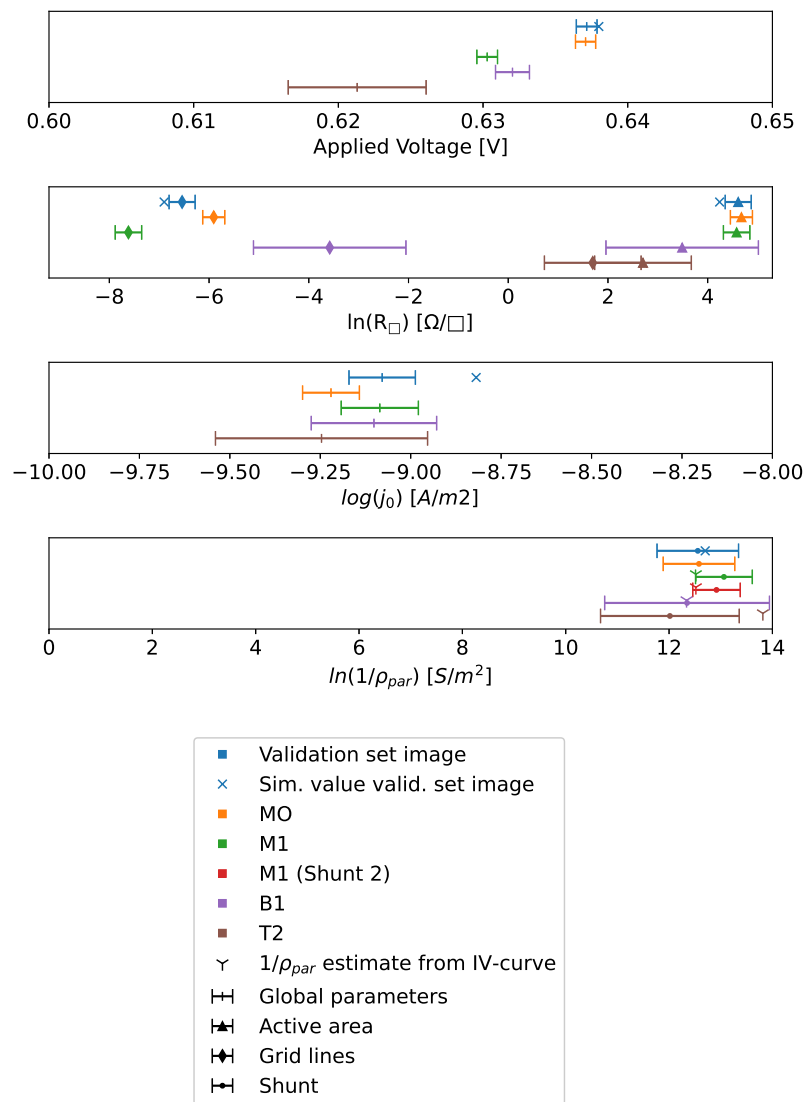 0.60 0.61 0.62 0.63 0.64 0.65
Applied Voltage [V]
−8 −6 −4 −2 0 2 4
ln(R□) [Ω/□]
−10.00 −9.75 −9.50 −9.25 −9.00 −8.75 −8.50 −8.25 −8.00
log(j₀) [A/m2]
0 2 4 6 8 10 12 14
ln(1/ρ_par) [S/m²]
Validation set image
Sim. value valid. set image
MO
M1
M1 (Shunt 2)
B1
T2
1/ρ_par estimate from IV-curve
Global parameters
Active area
Grid lines
Shunt